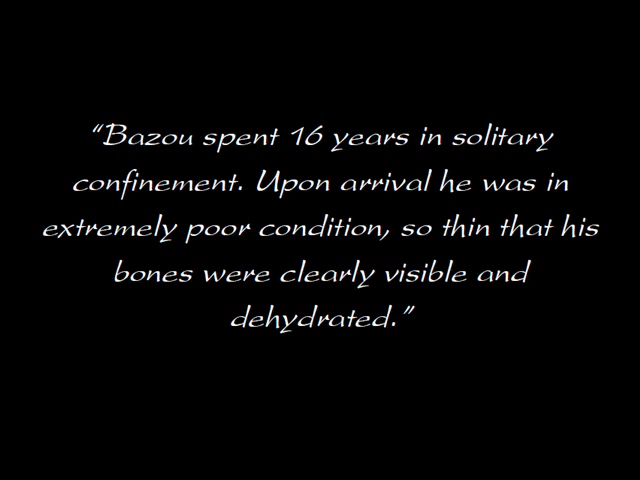 “Bazou spent 16 years in solitary
confinement. Upon arrival he was in
extremely poor condition, so thin that his
bones were clearly visible and
dehydrated.”